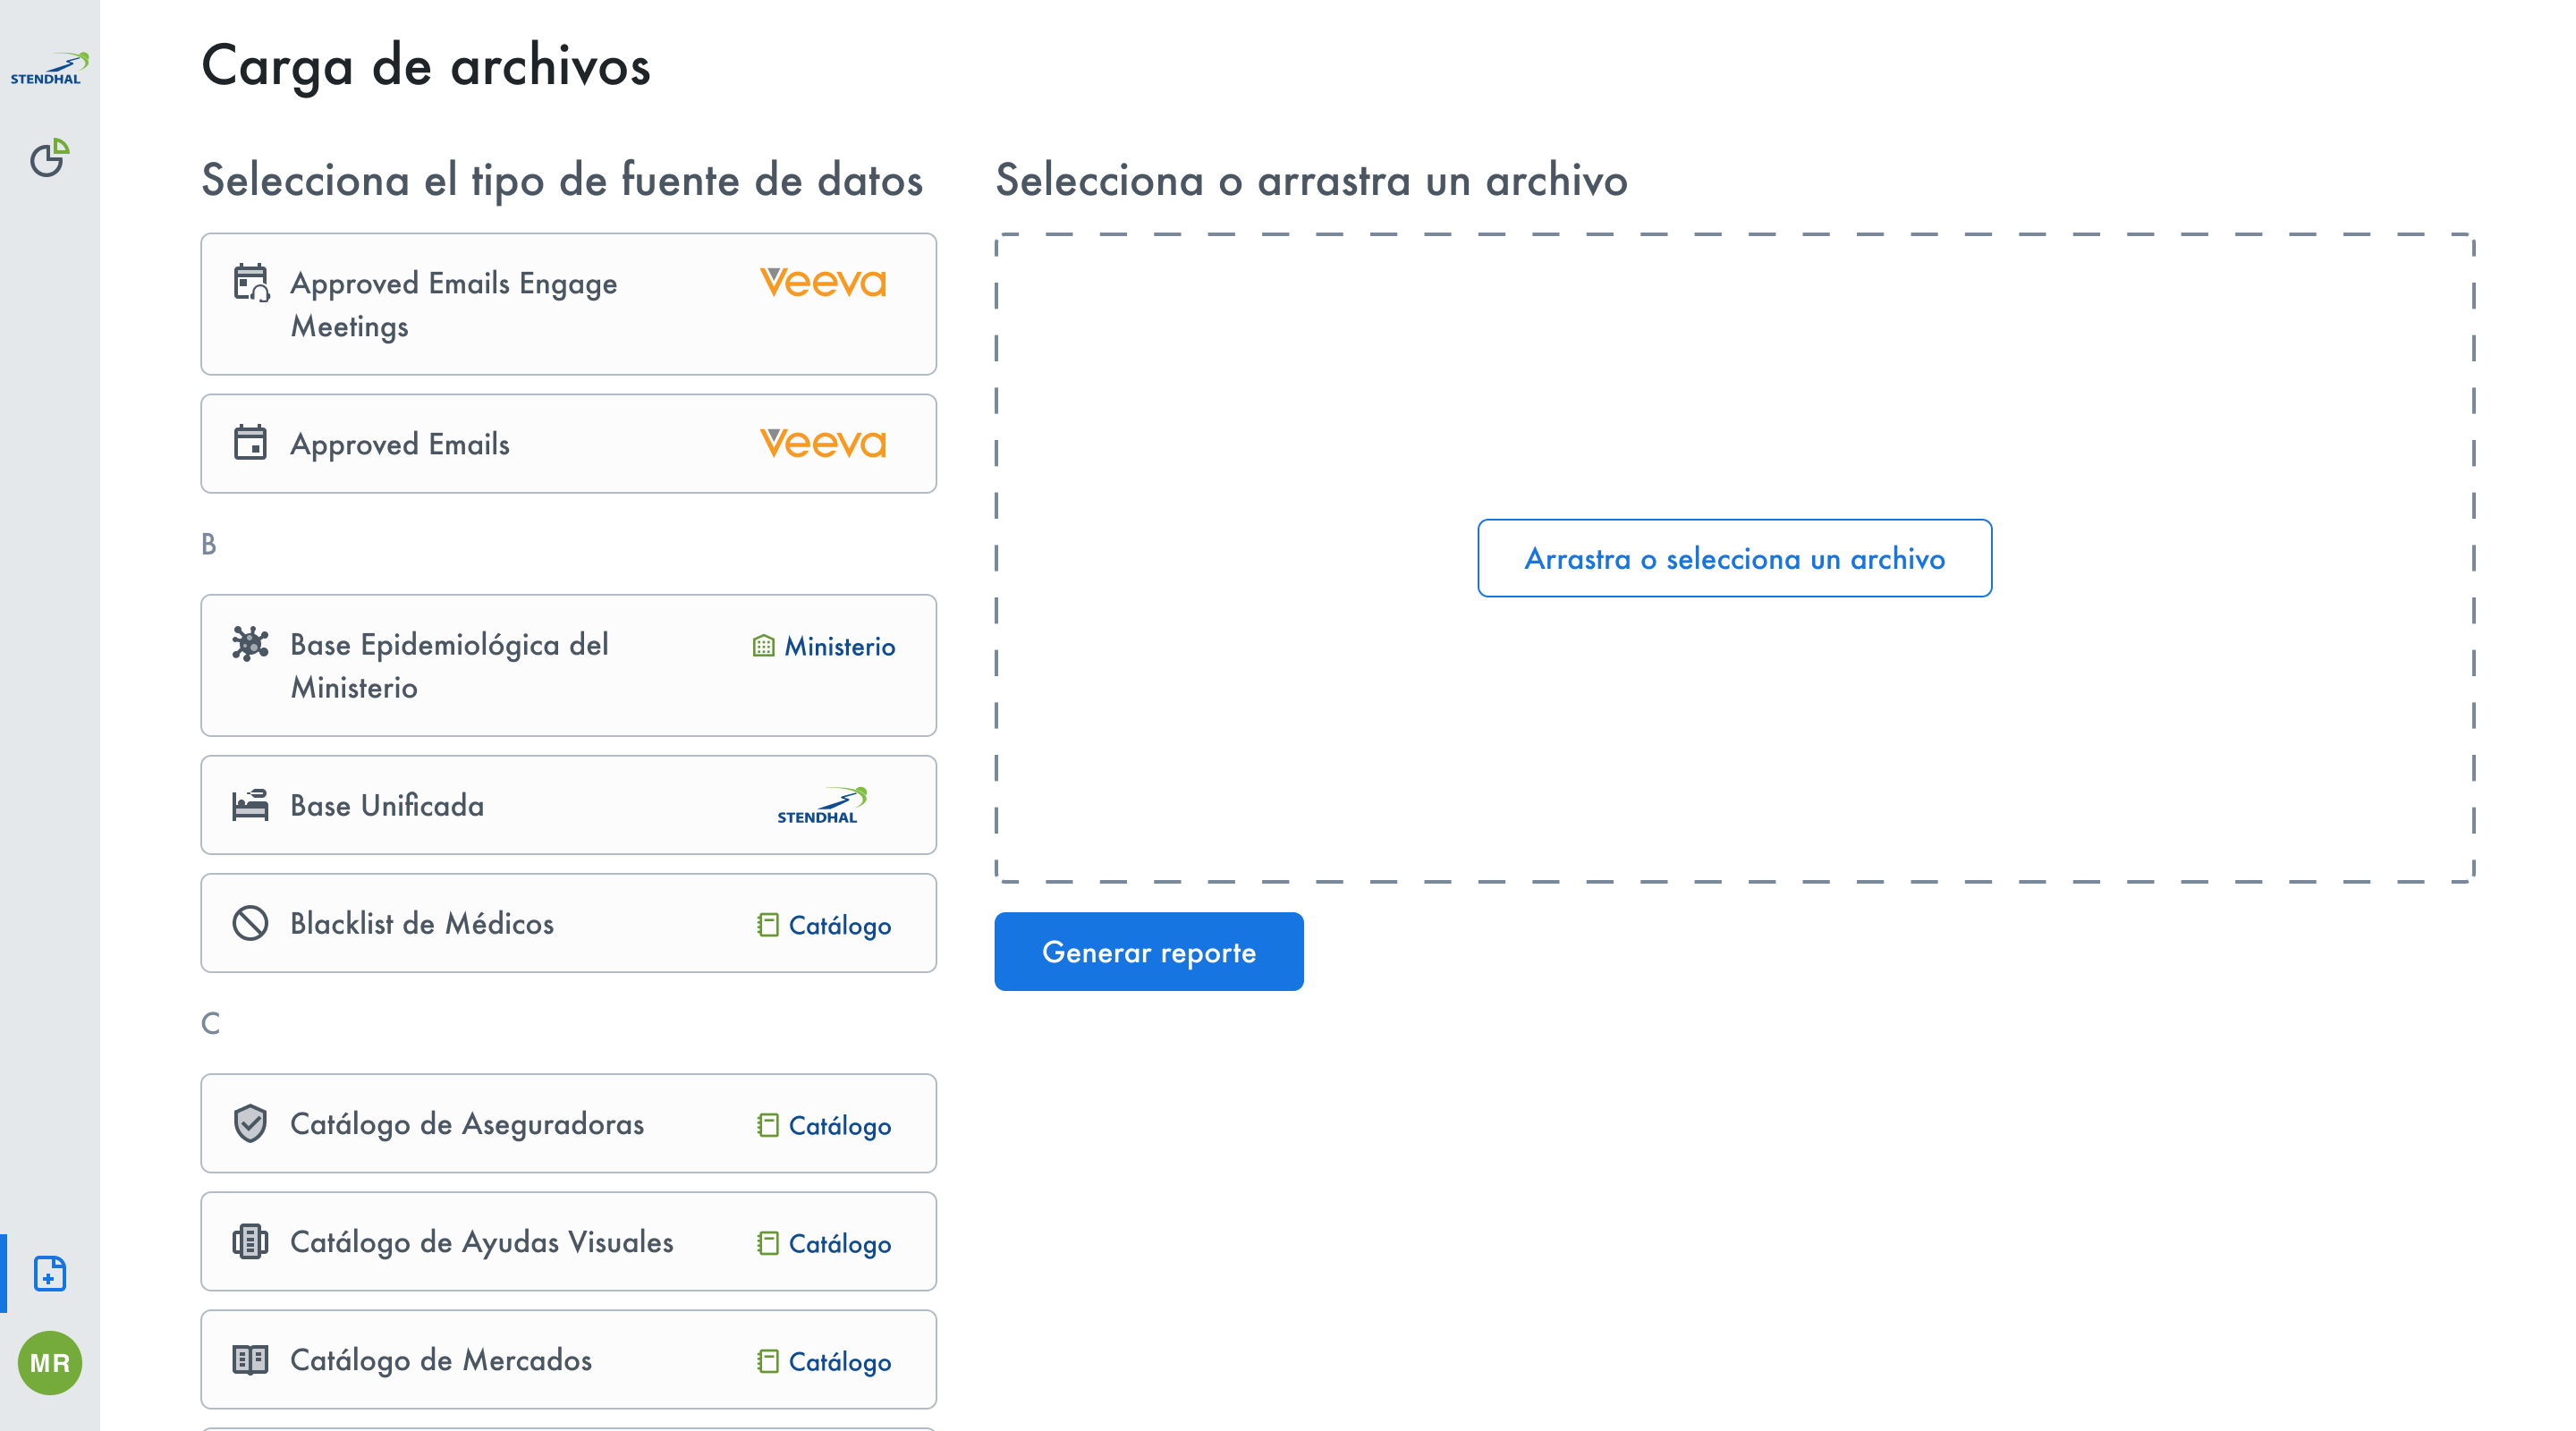 STENDHAL
Carga de archivos
Selecciona el tipo de fuente de datos
Approved Emails Engage
Meetings
Veeva
Approved Emails
Veeva
B
Base Epidemiológica del
Ministerio
Ministerio
Base Unificada
STENDHAL
Blacklist de Médicos
Catálogo
C
Catálogo de Aseguradoras
Catálogo
Catálogo de Ayudas Visuales
Catálogo
Catálogo de Mercados
Catálogo
Selecciona o arrastra un archivo
Arrastra o selecciona un archivo
Generar reporte
MR